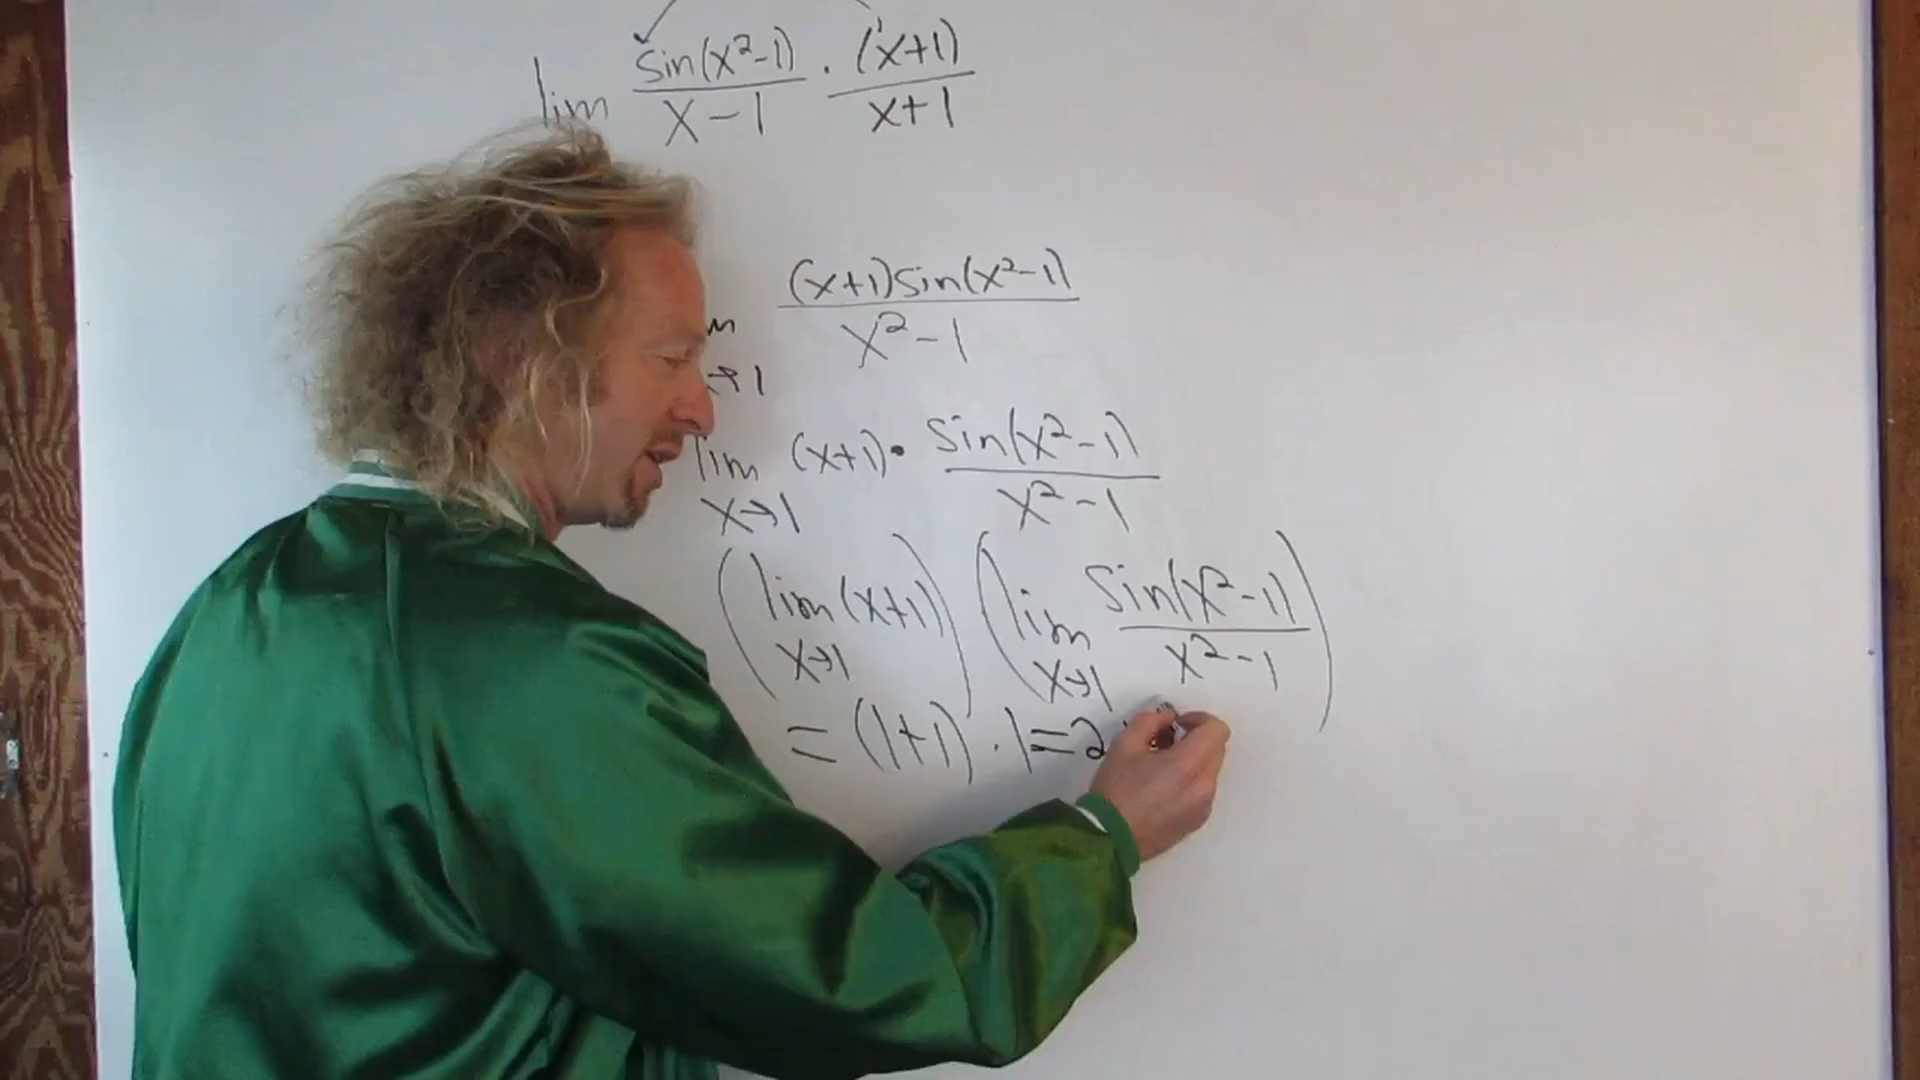 lim sin(x²-1)/x-1 · (x+1)/x+1
(x+1)sin(x²-1)/x²-1
→1
lim x→1 (x+1)• sin(x²-1)/x²-1
(lim x→1 (x+1)) (lim x→1 sin(x²-1)/x²-1)
= (1+1) · 1 = 2